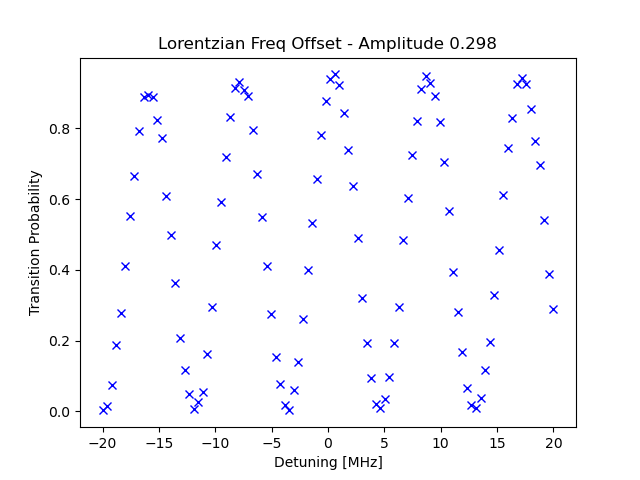 Lorentzian Freq Offset - Amplitude 0.298
Transition Probability
0.8
0.6
0.4
0.2
0.0
−20 −15 −10 −5 0 5 10 15 20
Detuning [MHz]